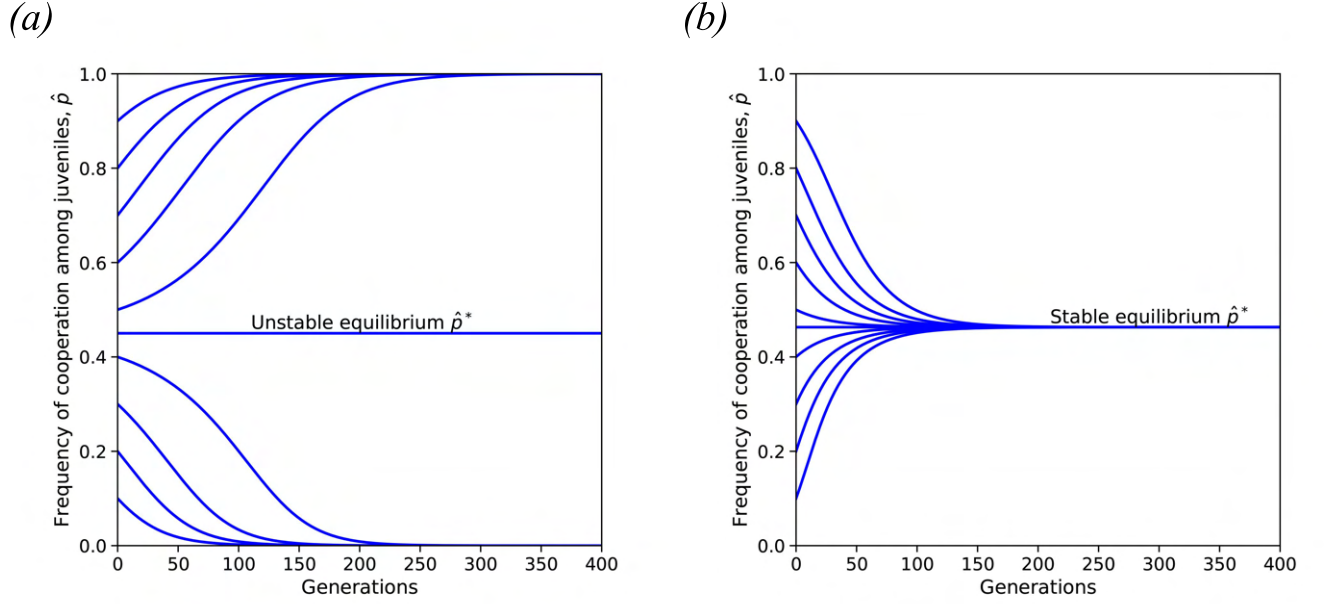 (a)
Frequency of cooperation among juveniles, p̂
1.0
0.8
0.6
0.4
0.2
0.0
Unstable equilibrium p̂*
0 50 100 150 200 250 300 350 400
Generations
(b)
Frequency of cooperation among juveniles, p̂
1.0
0.8
0.6
0.4
0.2
0.0
Stable equilibrium p̂*
0 50 100 150 200 250 300 350 400
Generations